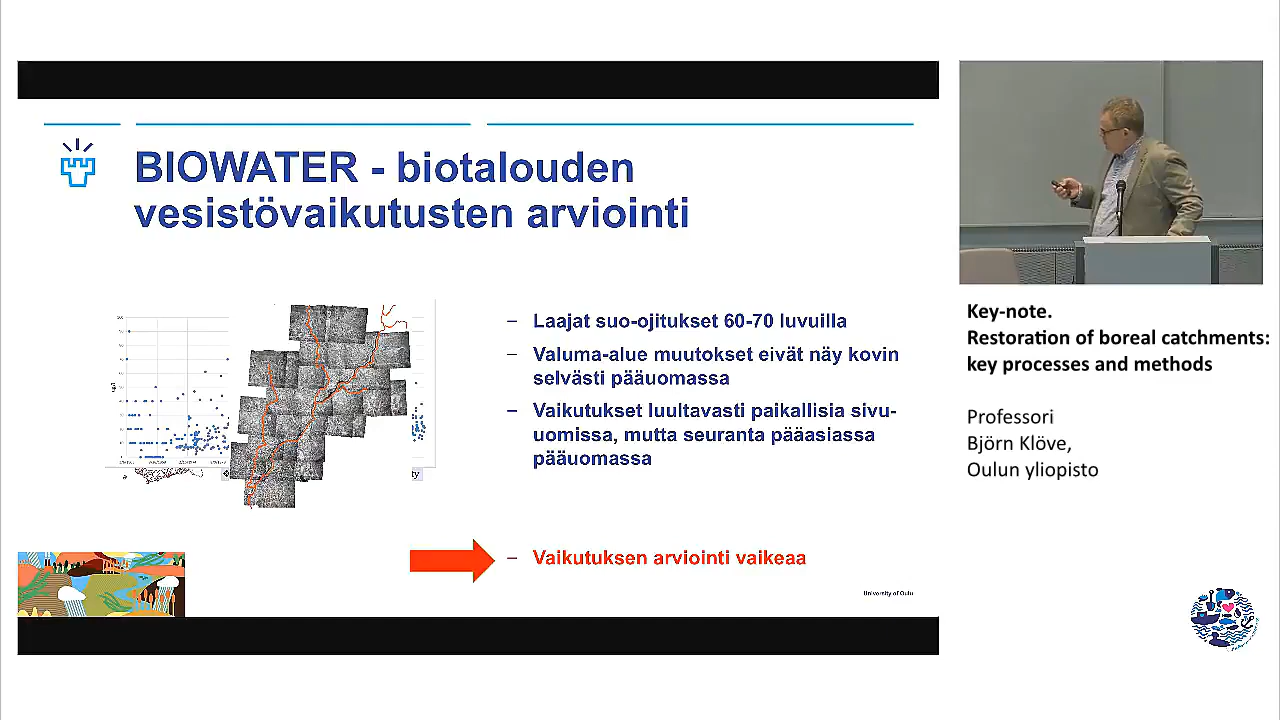 BIOWATER - biotalouden
vesistövaikutusten arviointi
– Laajat suo-ojitukset 60-70 luvuilla
– Valuma-alue muutokset eivät näy kovin
selvästi pääuomassa
– Vaikutukset luultavasti paikallisia sivu-
uomissa, mutta seuranta pääasiassa
pääuomassa
– Vaikutuksen arviointi vaikeaa
University of Oulu
Key-note.
Restoration of boreal catchments:
key processes and methods
Professori
Björn Klöve,
Oulun yliopisto